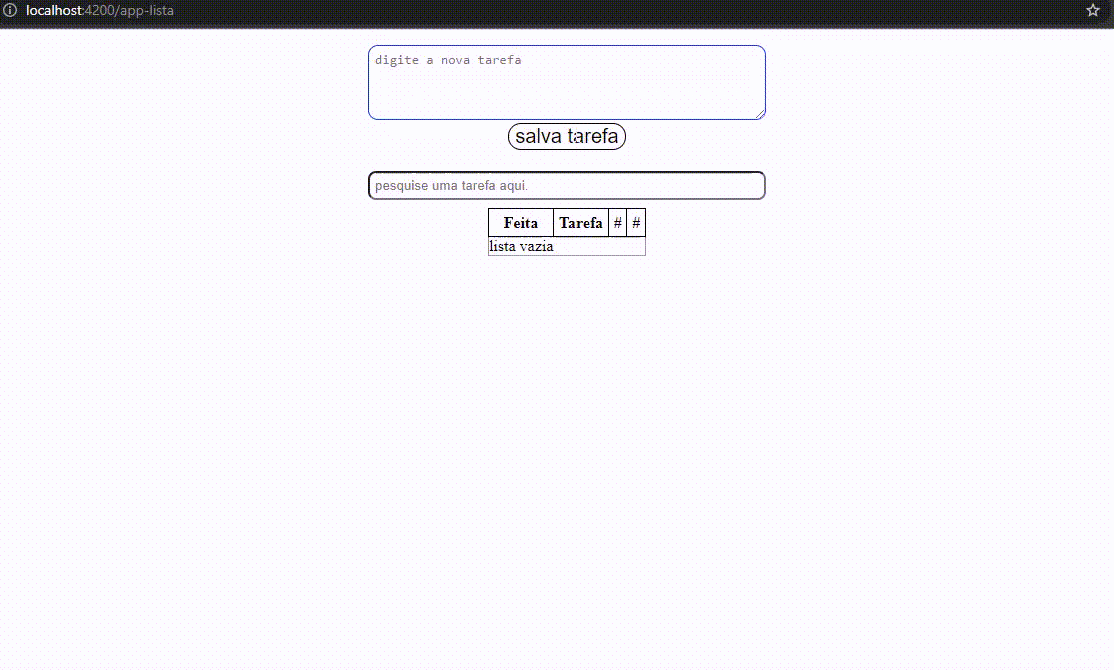 localhost:4200/app-lista
digite a nova tarefa
salva tarefa
pesquise uma tarefa aqui.
Feita Tarefa # #
lista vazia